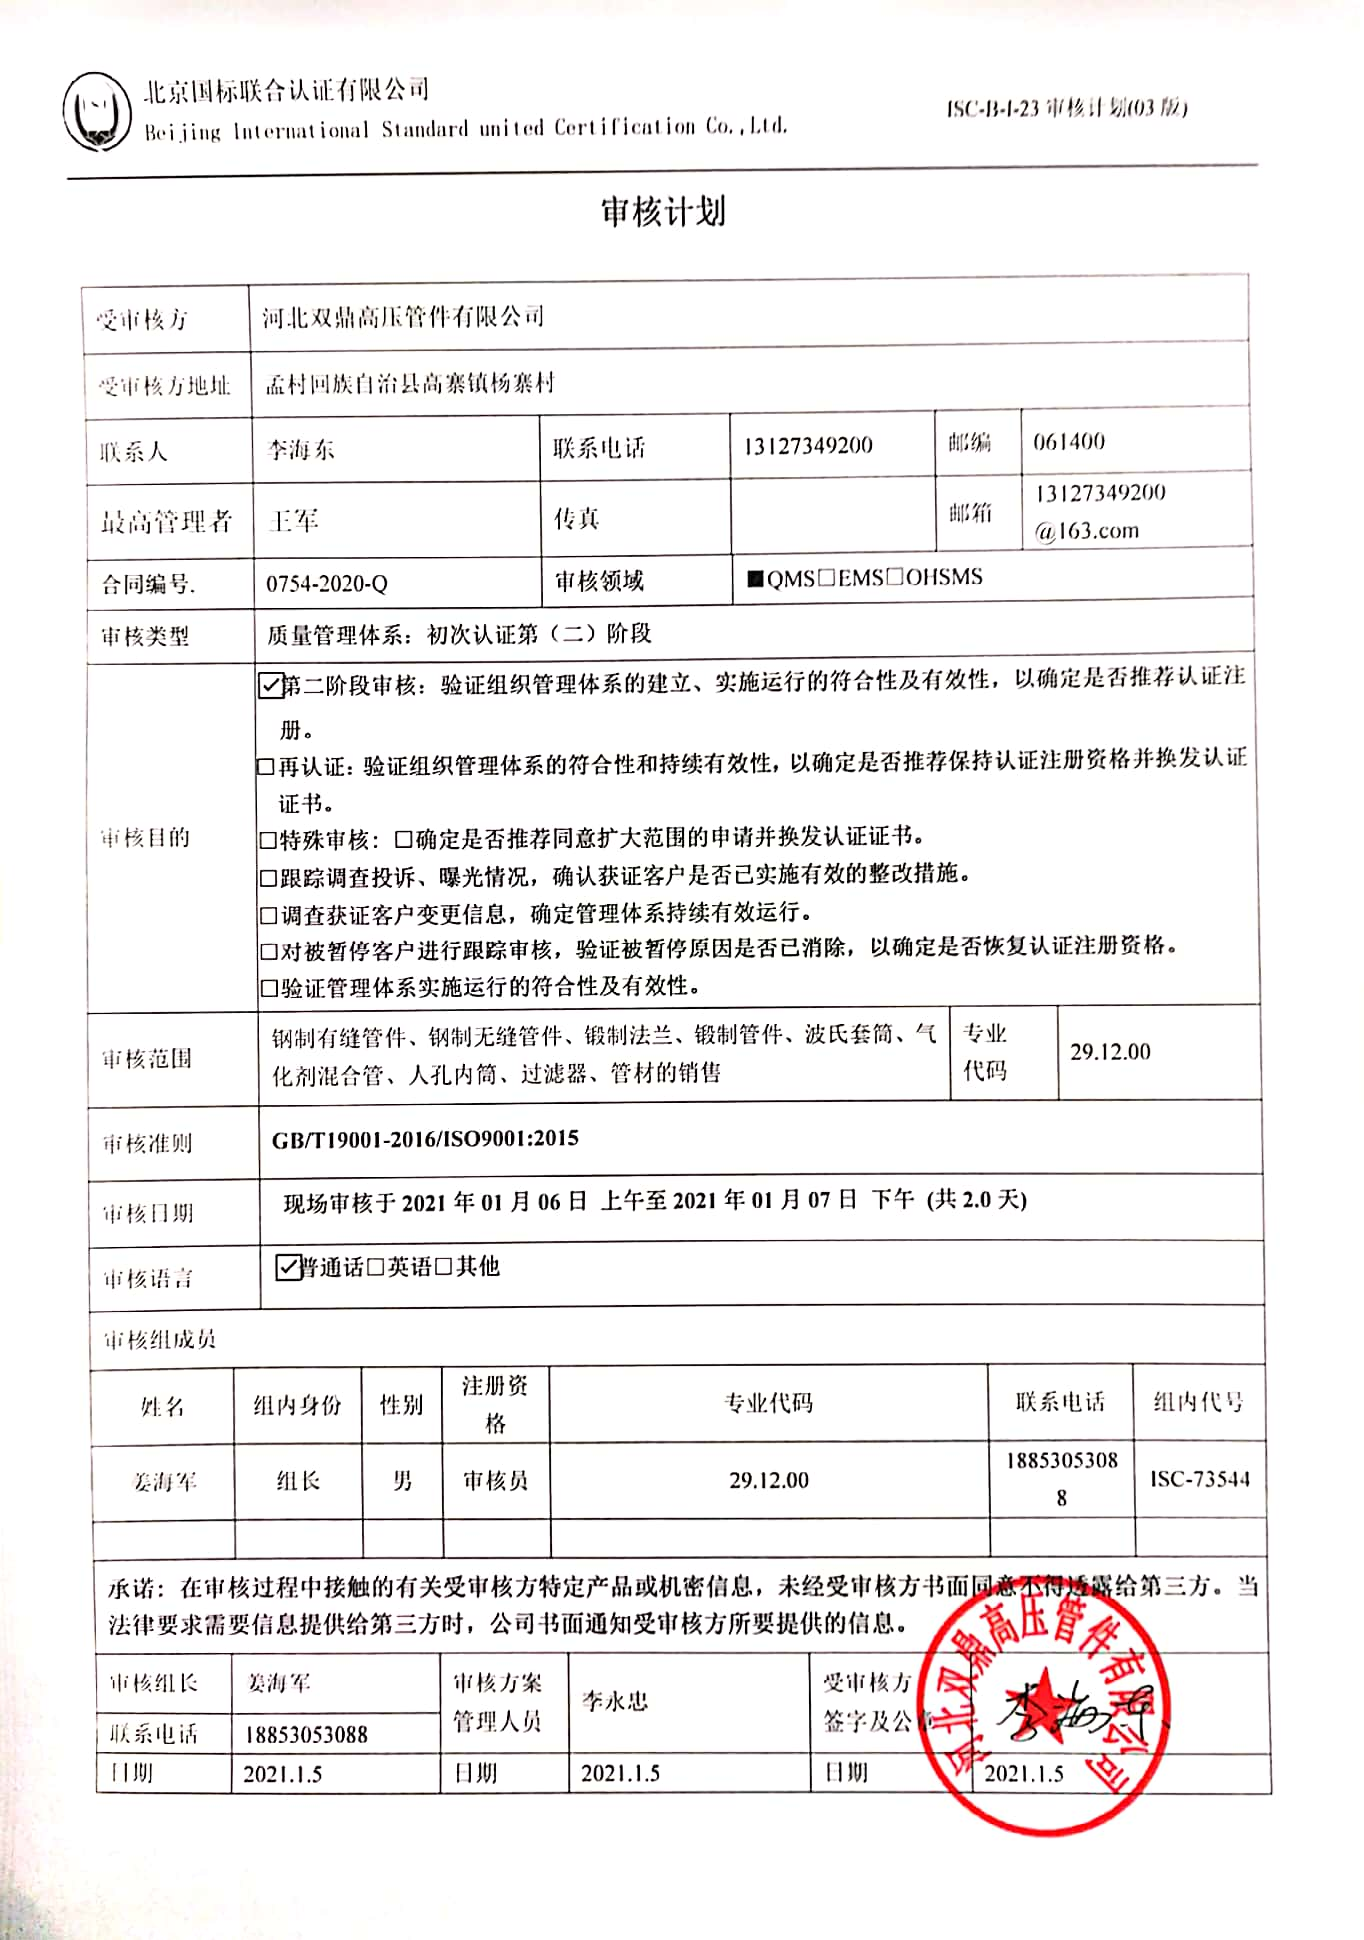 北京国标联合认证有限公司
Beijing International Standard united Certification Co.,Ltd.
ISC-B-I-23 审核计划(03 版)
审核计划
受审核方 河北双鼎高压管件有限公司
受审核方地址 孟村回族自治县高寨镇杨寨村
联系人 李海东 联系电话 13127349200 邮编 061400
最高管理者 王军 传真 邮箱 13127349200
@163.com
合同编号. 0754-2020-Q 审核领域 ■QMS□EMS□OHSMS
审核类型 质量管理体系：初次认证第（二）阶段
审核目的
☑第二阶段审核：验证组织管理体系的建立、实施运行的符合性及有效性，以确定是否推荐认证注
册。
□再认证：验证组织管理体系的符合性和持续有效性，以确定是否推荐保持认证注册资格并换发认证
证书。
□特殊审核：□确定是否推荐同意扩大范围的申请并换发认证证书。
□跟踪调查投诉、曝光情况，确认获证客户是否已实施有效的整改措施。
□调查获证客户变更信息，确定管理体系持续有效运行。
□对被暂停客户进行跟踪审核，验证被暂停原因是否已消除，以确定是否恢复认证注册资格。
□验证管理体系实施运行的符合性及有效性。
审核范围
钢制有缝管件、钢制无缝管件、锻制法兰、锻制管件、波氏套筒、气
化剂混合管、人孔内筒、过滤器、管材的销售
专业
代码
29.12.00
审核准则 GB/T19001-2016/ISO9001:2015
审核日期 现场审核于 2021 年 01 月 06 日 上午至 2021 年 01 月 07 日 下午 (共 2.0 天)
审核语言 ☑普通话□英语□其他
审核组成员
姓名 组内身份 性别 注册资
格 专业代码 联系电话 组内代号
姜海军 组长 男 审核员 29.12.00 1885305308
8 ISC-73544
承诺：在审核过程中接触的有关受审核方特定产品或机密信息，未经受审核方书面同意不得透露给第三方。当
法律要求需要信息提供给第三方时，公司书面通知受审核方所要提供的信息。
审核组长 姜海军 审核方案
管理人员 李永忠 受审核方
签字及公章
联系电话 18853053088
日期 2021.1.5 日期 2021.1.5 日期 2021.1.5
河北双鼎高压管件有限公司